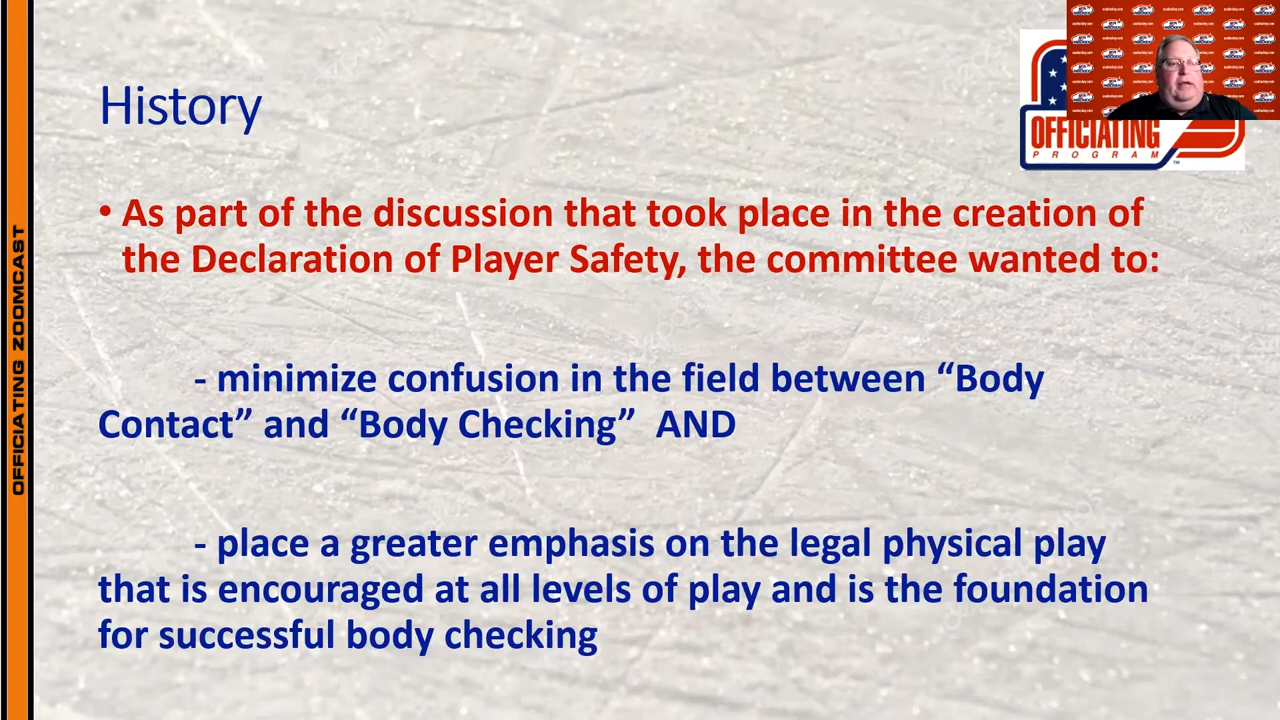 OFFICIATING ZOOMCAST
History
OFFICIATING
PROGRAM
• As part of the discussion that took place in the creation of
the Declaration of Player Safety, the committee wanted to:
- minimize confusion in the field between “Body
Contact” and “Body Checking”  AND
- place a greater emphasis on the legal physical play
that is encouraged at all levels of play and is the foundation
for successful body checking